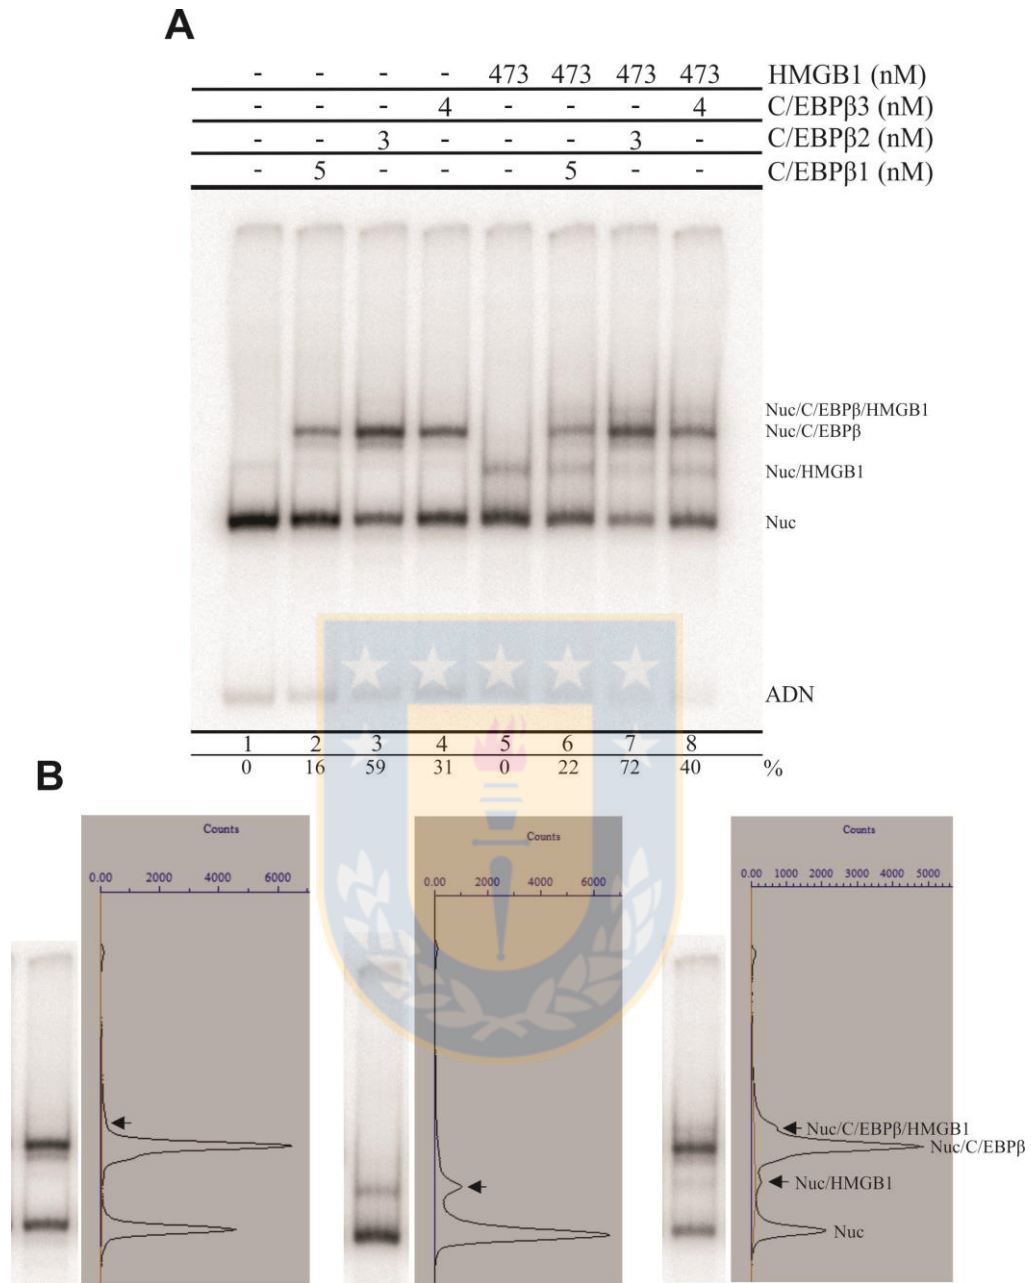 A
- - - - 473 473 473 473 HMGB1 (nM)
- - - 4 - - - 4 C/EBPβ3 (nM)
- - 3 - - - 3 - C/EBPβ2 (nM)
- 5 - - - 5 - - C/EBPβ1 (nM)
Nuc/C/EBPβ/HMGB1
Nuc/C/EBPβ
Nuc/HMGB1
Nuc
ADN
1 2 3 4 5 6 7 8
0 16 59 31 0 22 72 40 %
B
Counts
0.00 2000 4000 6000
Counts
0.00 2000 4000 6000
Counts
0.00 1000 2000 3000 4000 5000
Nuc/C/EBPβ/HMGB1
Nuc/C/EBPβ
Nuc/HMGB1
Nuc